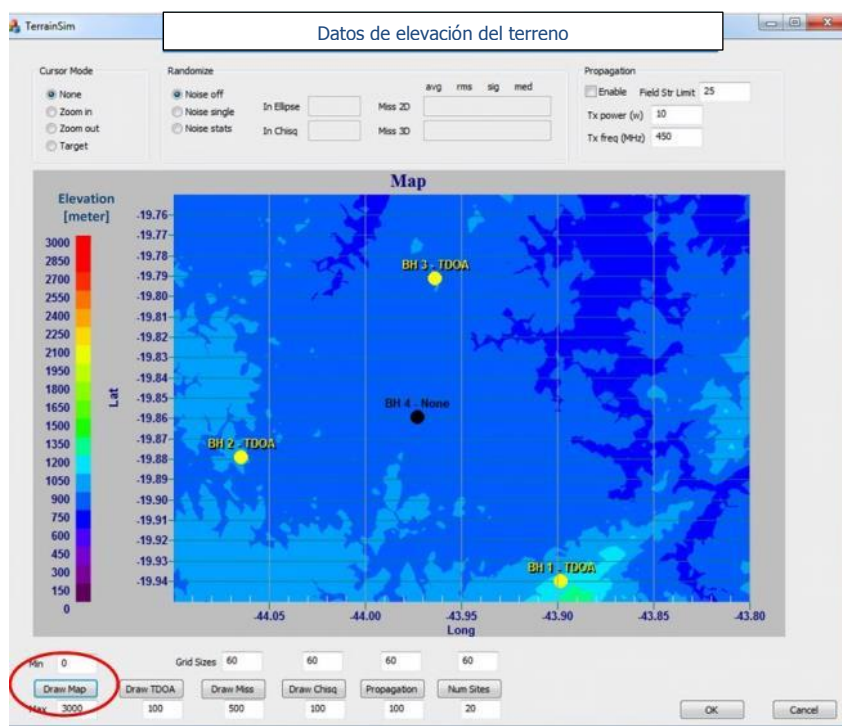 TerrainSim
Datos de elevación del terreno
Cursor Mode
None
Zoom in
Zoom out
Target
Randomize
Noise off
Noise single
Noise stats
In Ellipse
In Chisq
avg rms sig med
Miss 2D
Miss 3D
Propagation
Enable Field Str Limit 25
Tx power (w) 10
Tx freq (MHz) 450
Map
Elevation
[meter]
3000
2850
2700
2550
2400
2250
2100
1950
1800
1650
1500
1350
1200
1050
900
750
600
450
300
150
0
Lat
-19.76
-19.77
-19.78
-19.79
-19.80
-19.81
-19.82
-19.83
-19.84
-19.85
-19.86
-19.87
-19.88
-19.89
-19.90
-19.91
-19.92
-19.93
-19.94
BH 3 - TDOA
BH 4 - None
BH 2 - TDOA
BH 1 - TDOA
-44.05 -44.00 -43.95 -43.90 -43.85 -43.80
Long
Min 0 Grid Sizes 60 60 60 60
Draw Map Draw TDOA Draw Miss Draw Chisq Propagation Num Sites
Max 3000 100 500 100 100 20
OK Cancel